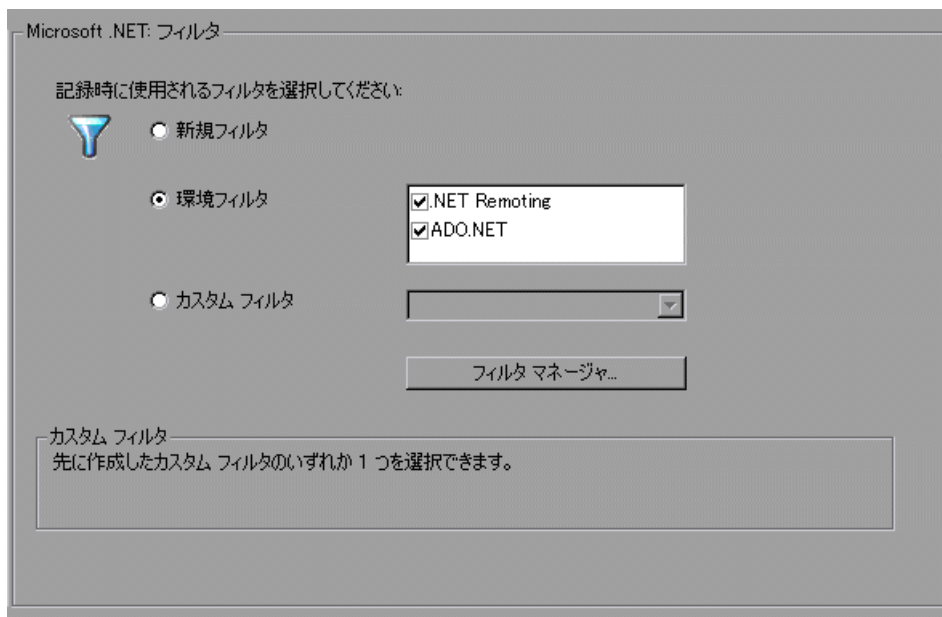 Microsoft .NET: フィルタ
記録時に使用されるフィルタを選択してください:
新規フィルタ
環境フィルタ
.NET Remoting
ADO.NET
カスタム フィルタ
フィルタ マネージャ...
カスタム フィルタ
先に作成したカスタム フィルタのいずれか 1 つを選択できます。